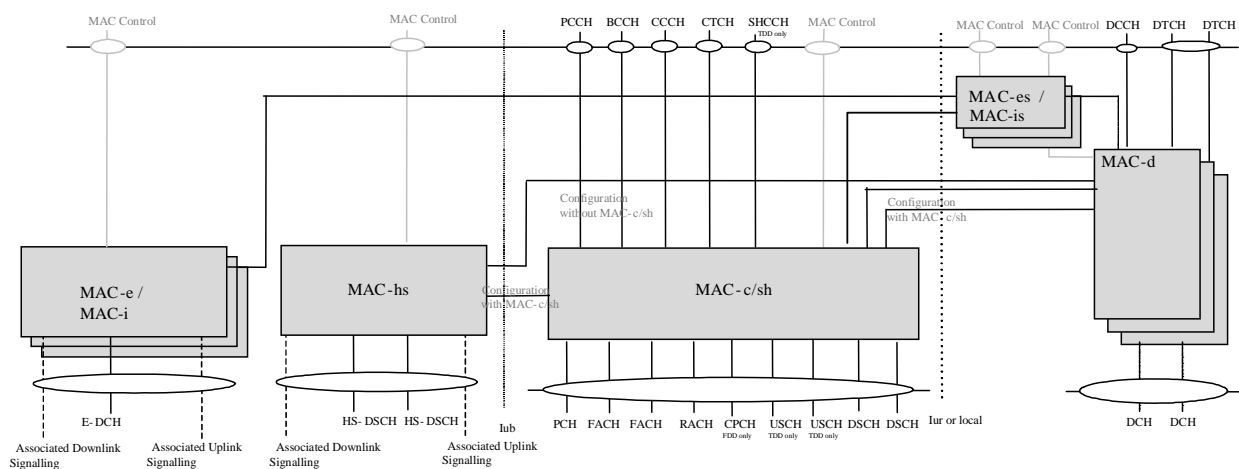 MAC Control
MAC Control
PCCH
BCCH
CCCH
CTCH
SHCCH
TDD only
MAC Control
MAC Control
MAC Control
DCCH
DTCH
DTCH
MAC-es /
MAC-is
MAC-d
Configuration
without MAC-c/sh
Configuration
with MAC-c/sh
MAC-e /
MAC-i
MAC-hs
Configuration
with MAC-c/sh
MAC-c/sh
E-DCH
HS-DSCH
HS-DSCH
Iub
PCH
FACH
FACH
RACH
CPCH
FDD only
USCH
TDD only
USCH
TDD only
DSCH
DSCH
Iur or local
DCH
DCH
Associated Downlink
Signalling
Associated Uplink
Signalling
Associated Downlink
Signalling
Associated Uplink
Signalling